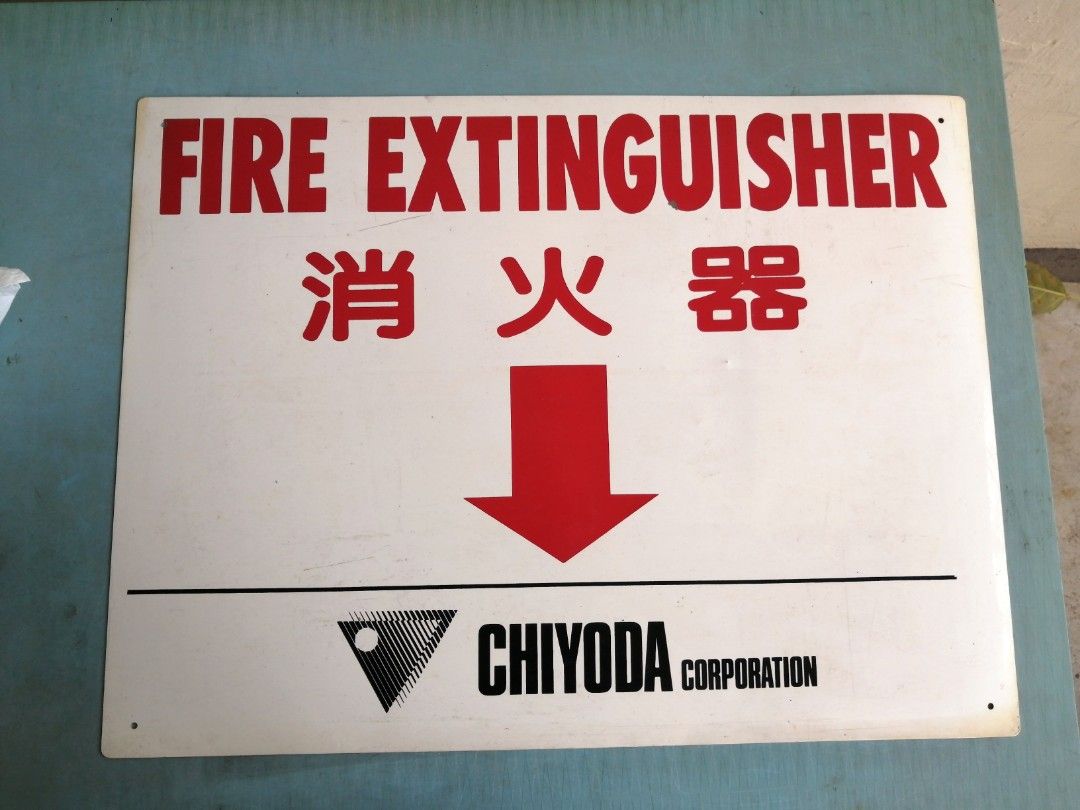 FIRE EXTINGUISHER
消火器
CHIYODA CORPORATION